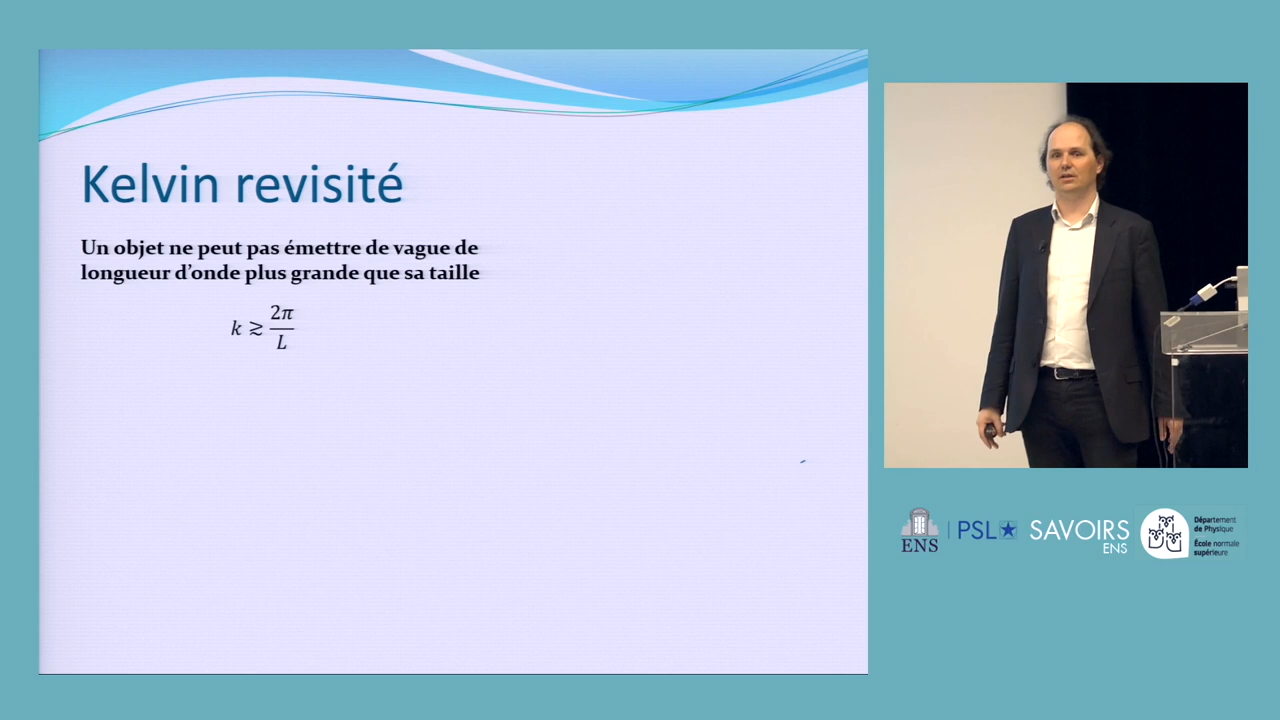 Kelvin revisité
Un objet ne peut pas émettre de vague de
longueur d'onde plus grande que sa taille
k ≳ 2π/L
ENS
PSL
SAVOIRS
ENS
Département
de Physique
École normale
supérieure